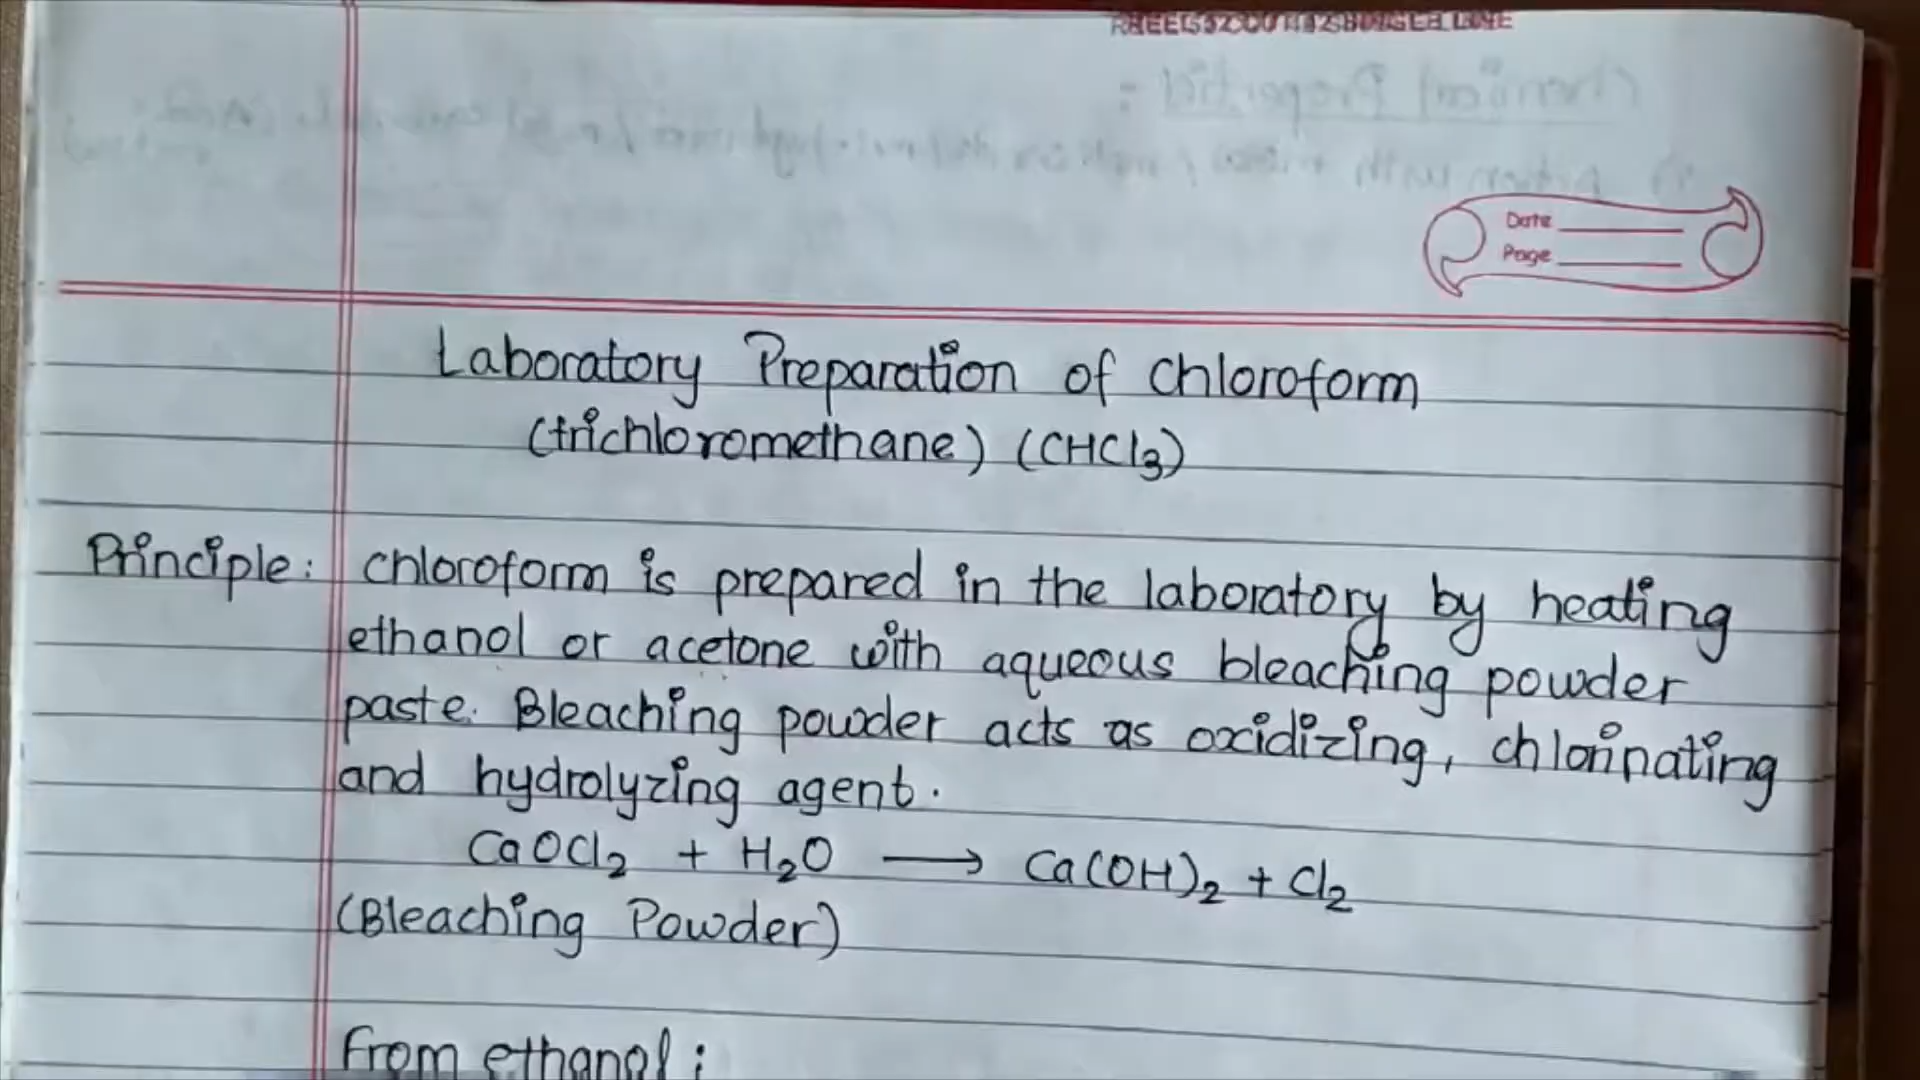 Date
Page
Laboratory Preparation of chloroform
(trichloromethane) (CHCl₃)
Principle: chloroform is prepared in the laboratory by heating
ethanol or acetone with aqueous bleaching powder
paste. Bleaching powder acts as oxidizing, chlorinating
and hydrolyzing agent.
CaOCl₂ + H₂O ⟶ Ca(OH)₂ + Cl₂
(Bleaching Powder)
From ethanol: